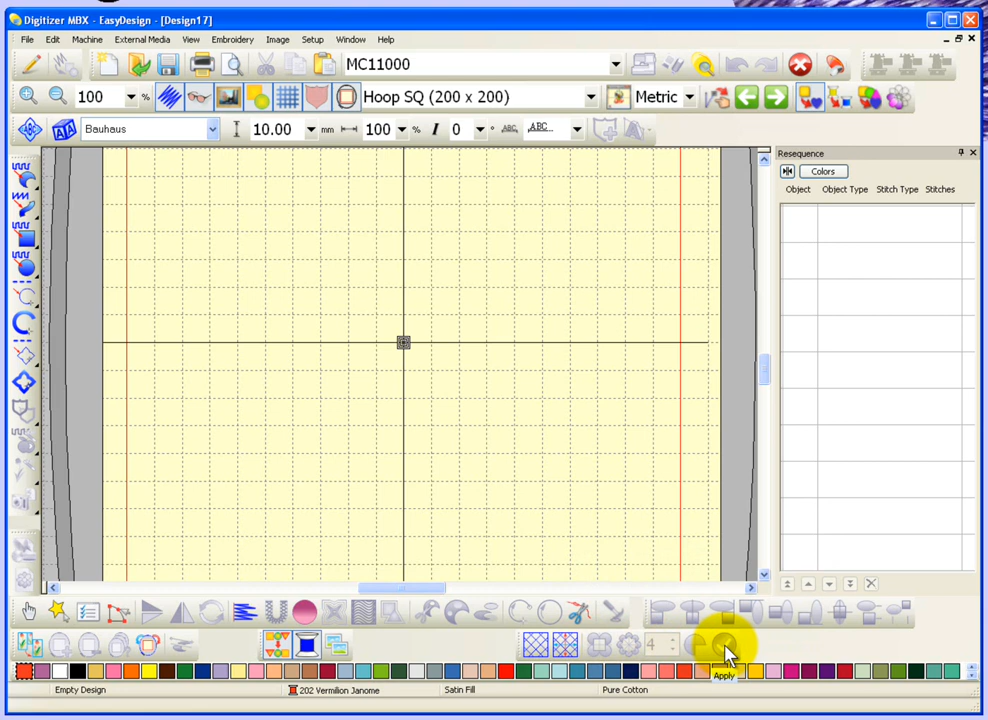 Digitizer MBX - EasyDesign - [Design17]
File Edit Machine External Media View Embroidery Image Setup Window Help
MC11000
100 % Hoop SQ (200 x 200) Metric
Bauhaus 10.00 mm 100 % I 0 ° ABC ABC...
Resequence
Colors
Object Object Type Stitch Type Stitches
4
Apply
Empty Design 202 Vermilion Janome Satin Fill Pure Cotton